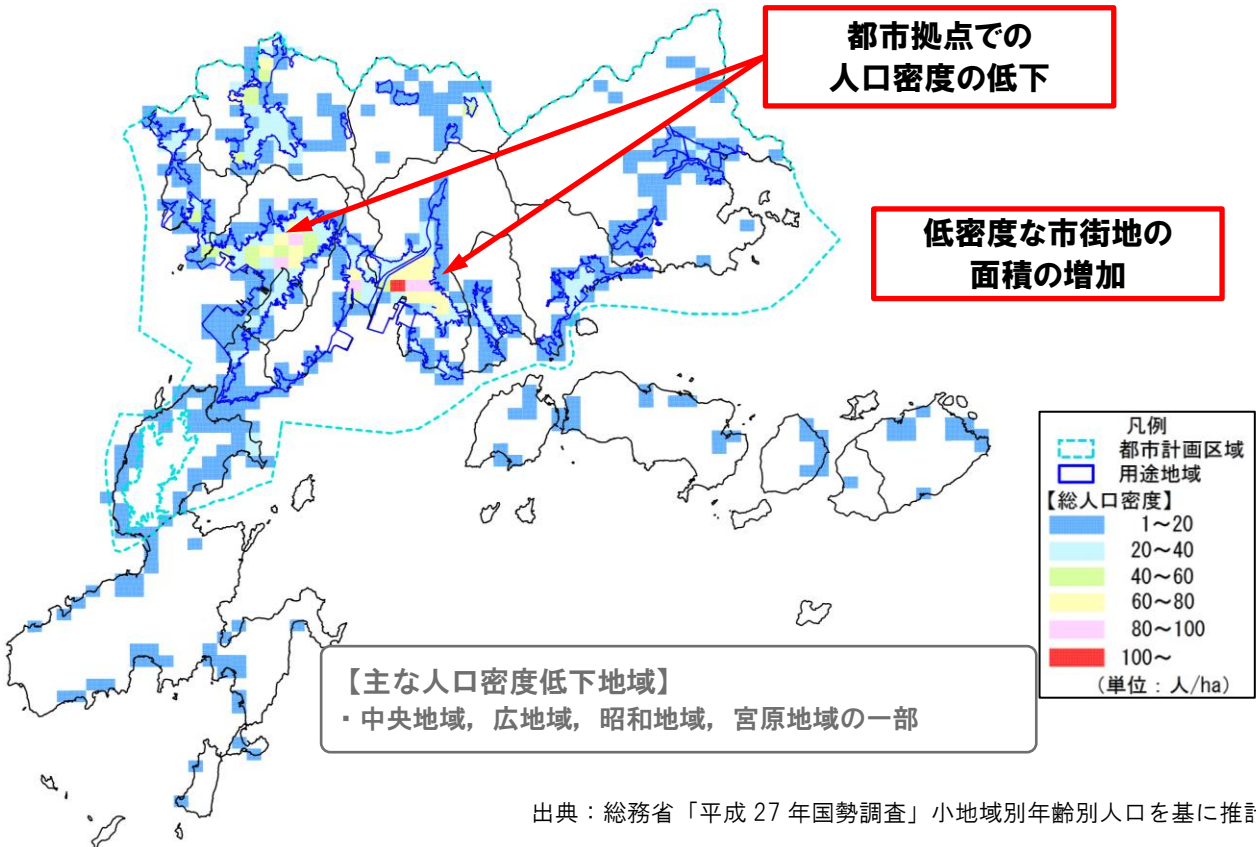 都市拠点での
人口密度の低下
低密度な市街地の
面積の増加
凡例
都市計画区域
用途地域
【総人口密度】
1～20
20～40
40～60
60～80
80～100
100～
（単位：人/ha）
【主な人口密度低下地域】
・中央地域，広地域，昭和地域，宮原地域の一部
出典：総務省「平成 27 年国勢調査」小地域別年齢別人口を基に推計